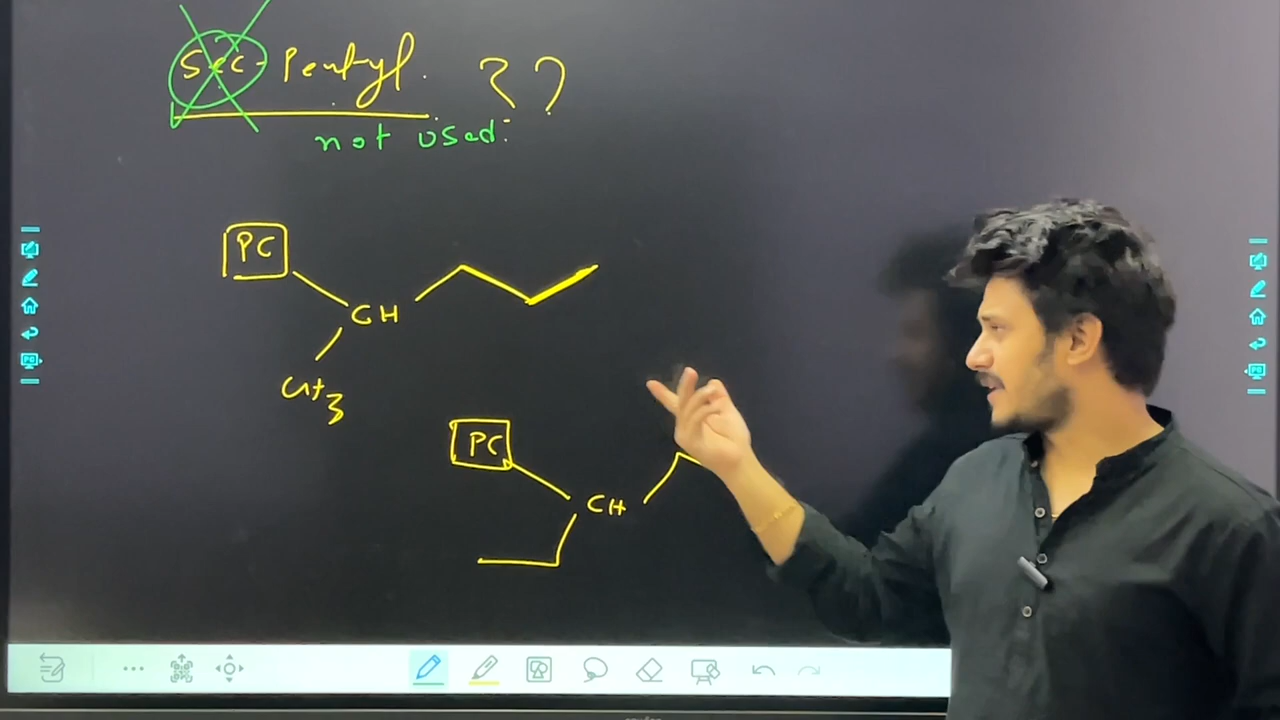 Sec-Pentyl. ??
not used:
PC
CH
CH3
PC
CH